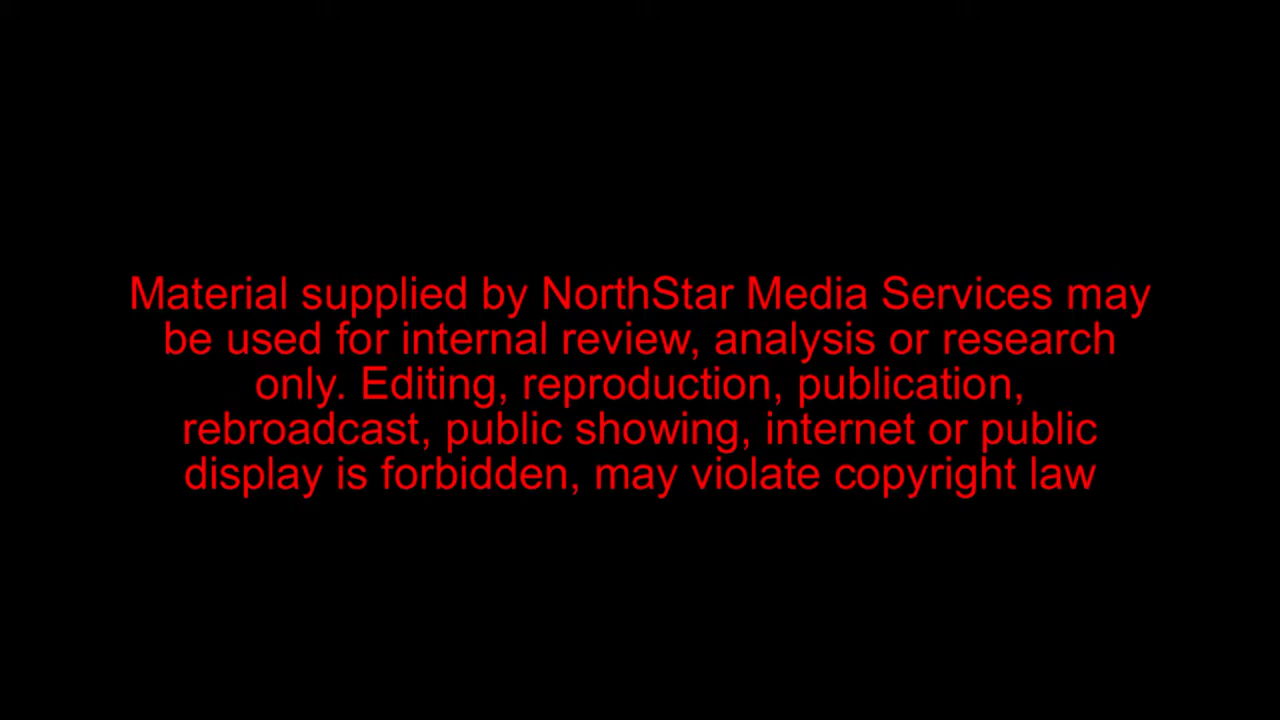 Material supplied by NorthStar Media Services may
be used for internal review, analysis or research
only. Editing, reproduction, publication,
rebroadcast, public showing, internet or public
display is forbidden, may violate copyright law